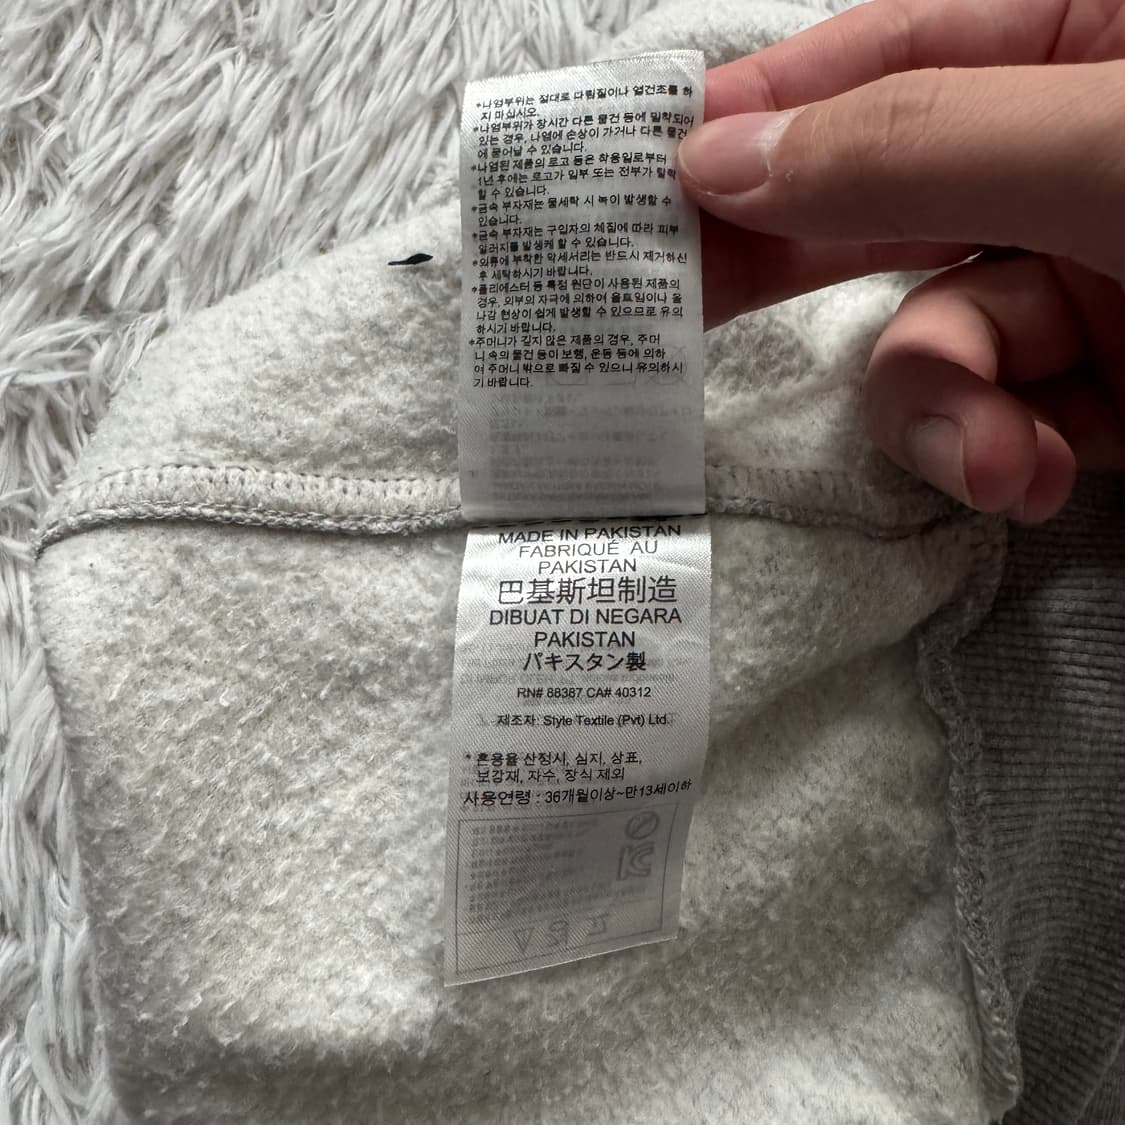 *나염부위는 절대로 다림질이나 열건조를 하
지 마십시오.
*나염부위가 장시간 다른 물건 등에 밀착되어
있는 경우, 나염에 손상이 가거나 다른 물건
에 묻어날 수 있습니다.
*나염된 제품의 로고 등은 착용일로부터
1년 후에는 로고가 일부 또는 전부가 탈락
할 수 있습니다.
*금속 부자재는 물세탁 시 녹이 발생할 수
있습니다.
*금속 부자재는 구입자의 체질에 따라 피부
알러지를 발생케 할 수 있습니다.
*의류에 부착한 악세서리는 반드시 제거하신
후 세탁하시기 바랍니다.
*폴리에스터 등 특정 원단이 사용된 제품의
경우, 외부의 자극에 의하여 올트임이나 올
나감 현상이 쉽게 발생할 수 있으므로 유의
하시기 바랍니다.
*주머니가 깊지 않은 제품의 경우, 주머
니 속의 물건 등이 보행, 운동 등에 의하
여 주머니 밖으로 빠질 수 있으니 유의하시
기 바랍니다.
MADE IN PAKISTAN
FABRIQUÉ AU
PAKISTAN
巴基斯坦制造
DIBUAT DI NEGARA
PAKISTAN
パキスタン製
RN# 88387 CA# 40312
제조자: Style Textile (Pvt) Ltd.
* 혼용율 산정시, 심지, 상표,
보강재, 자수, 장식 제외
사용연령 : 36개월이상~만13세이하